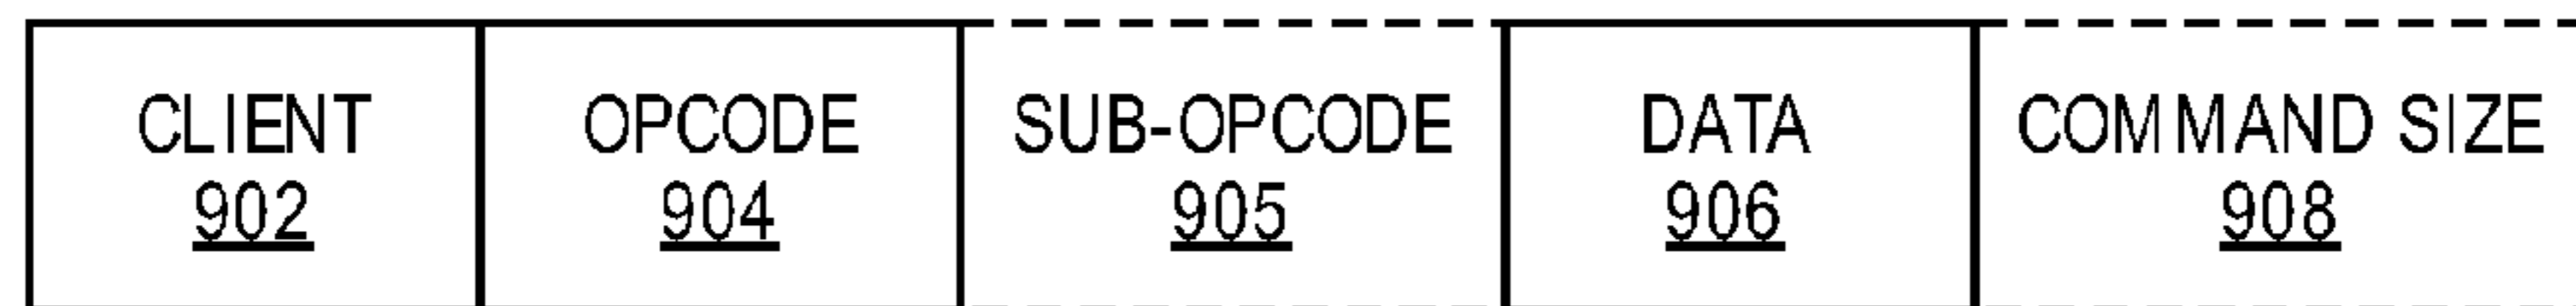 CLIENT
902
OPCODE
904
SUB-OPCODE
905
DATA
906
COMMAND SIZE
908